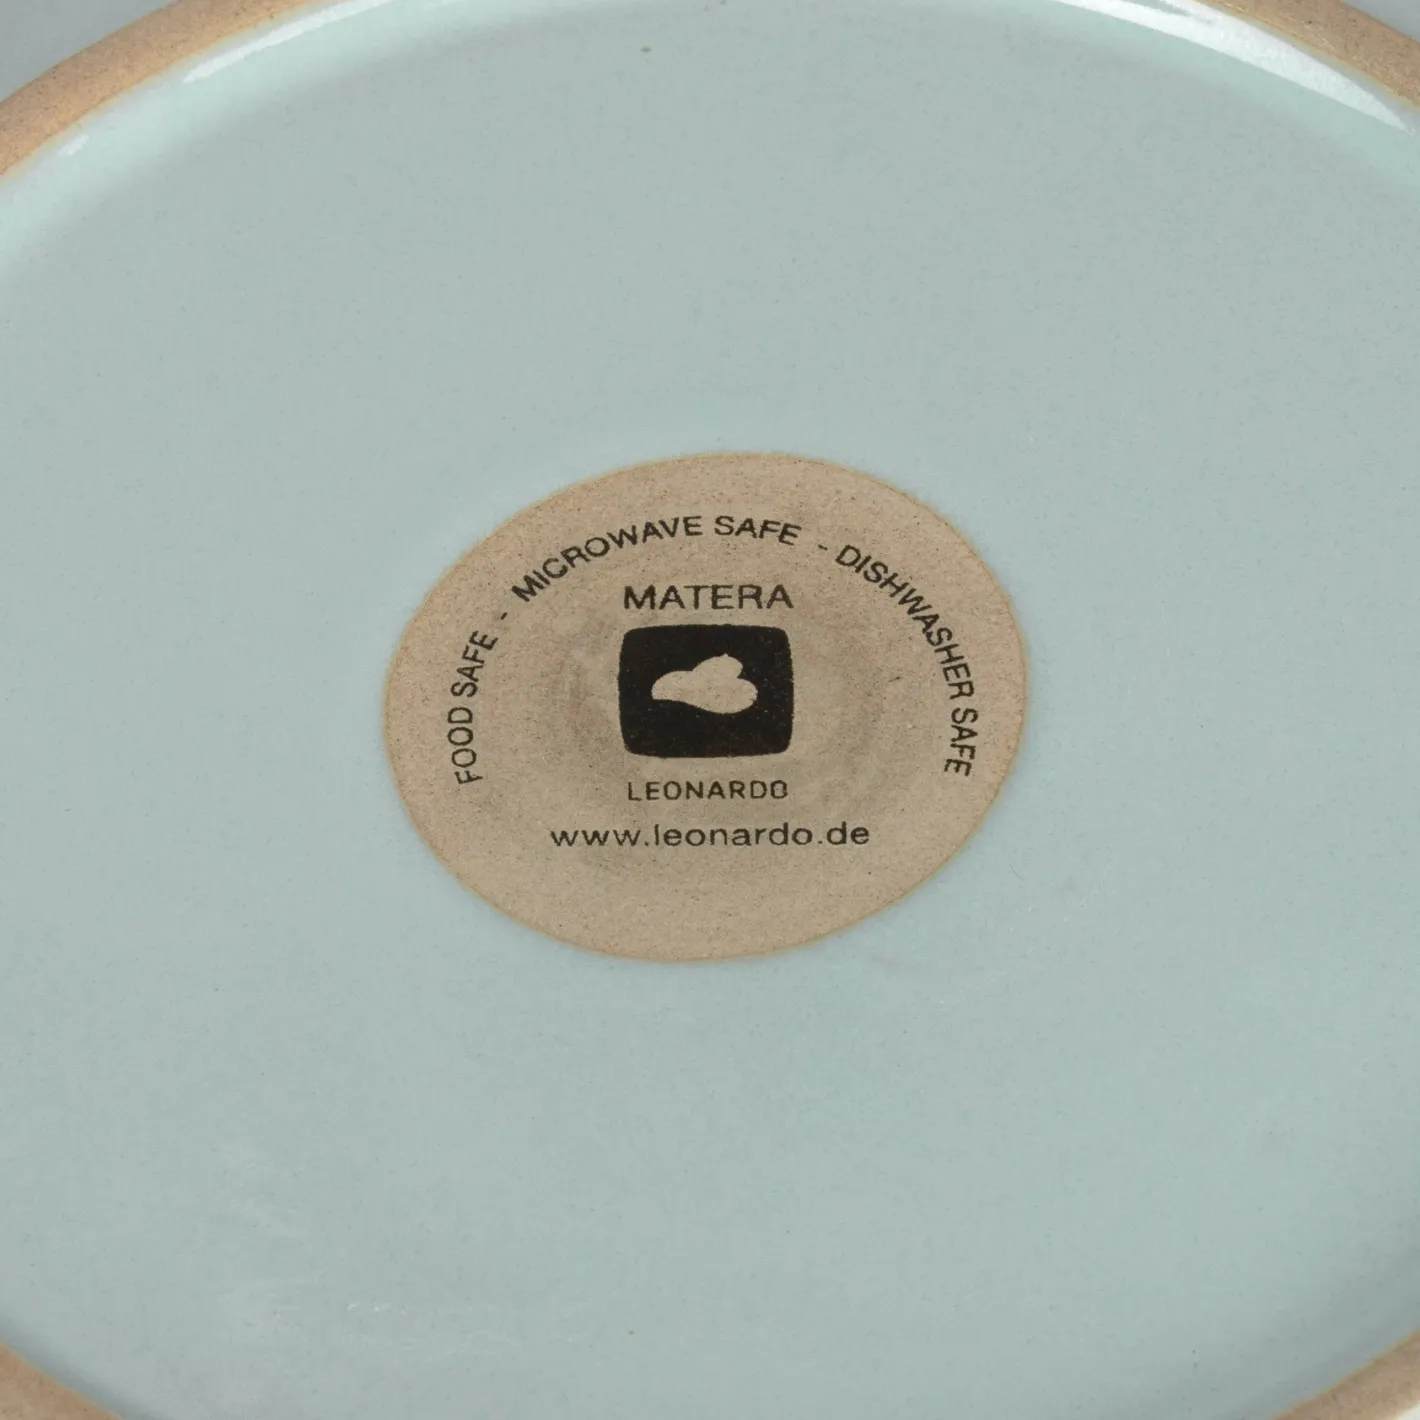 FOOD SAFE - MICROWAVE SAFE - DISHWASHER SAFE
MATERA
LEONARDO
www.leonardo.de